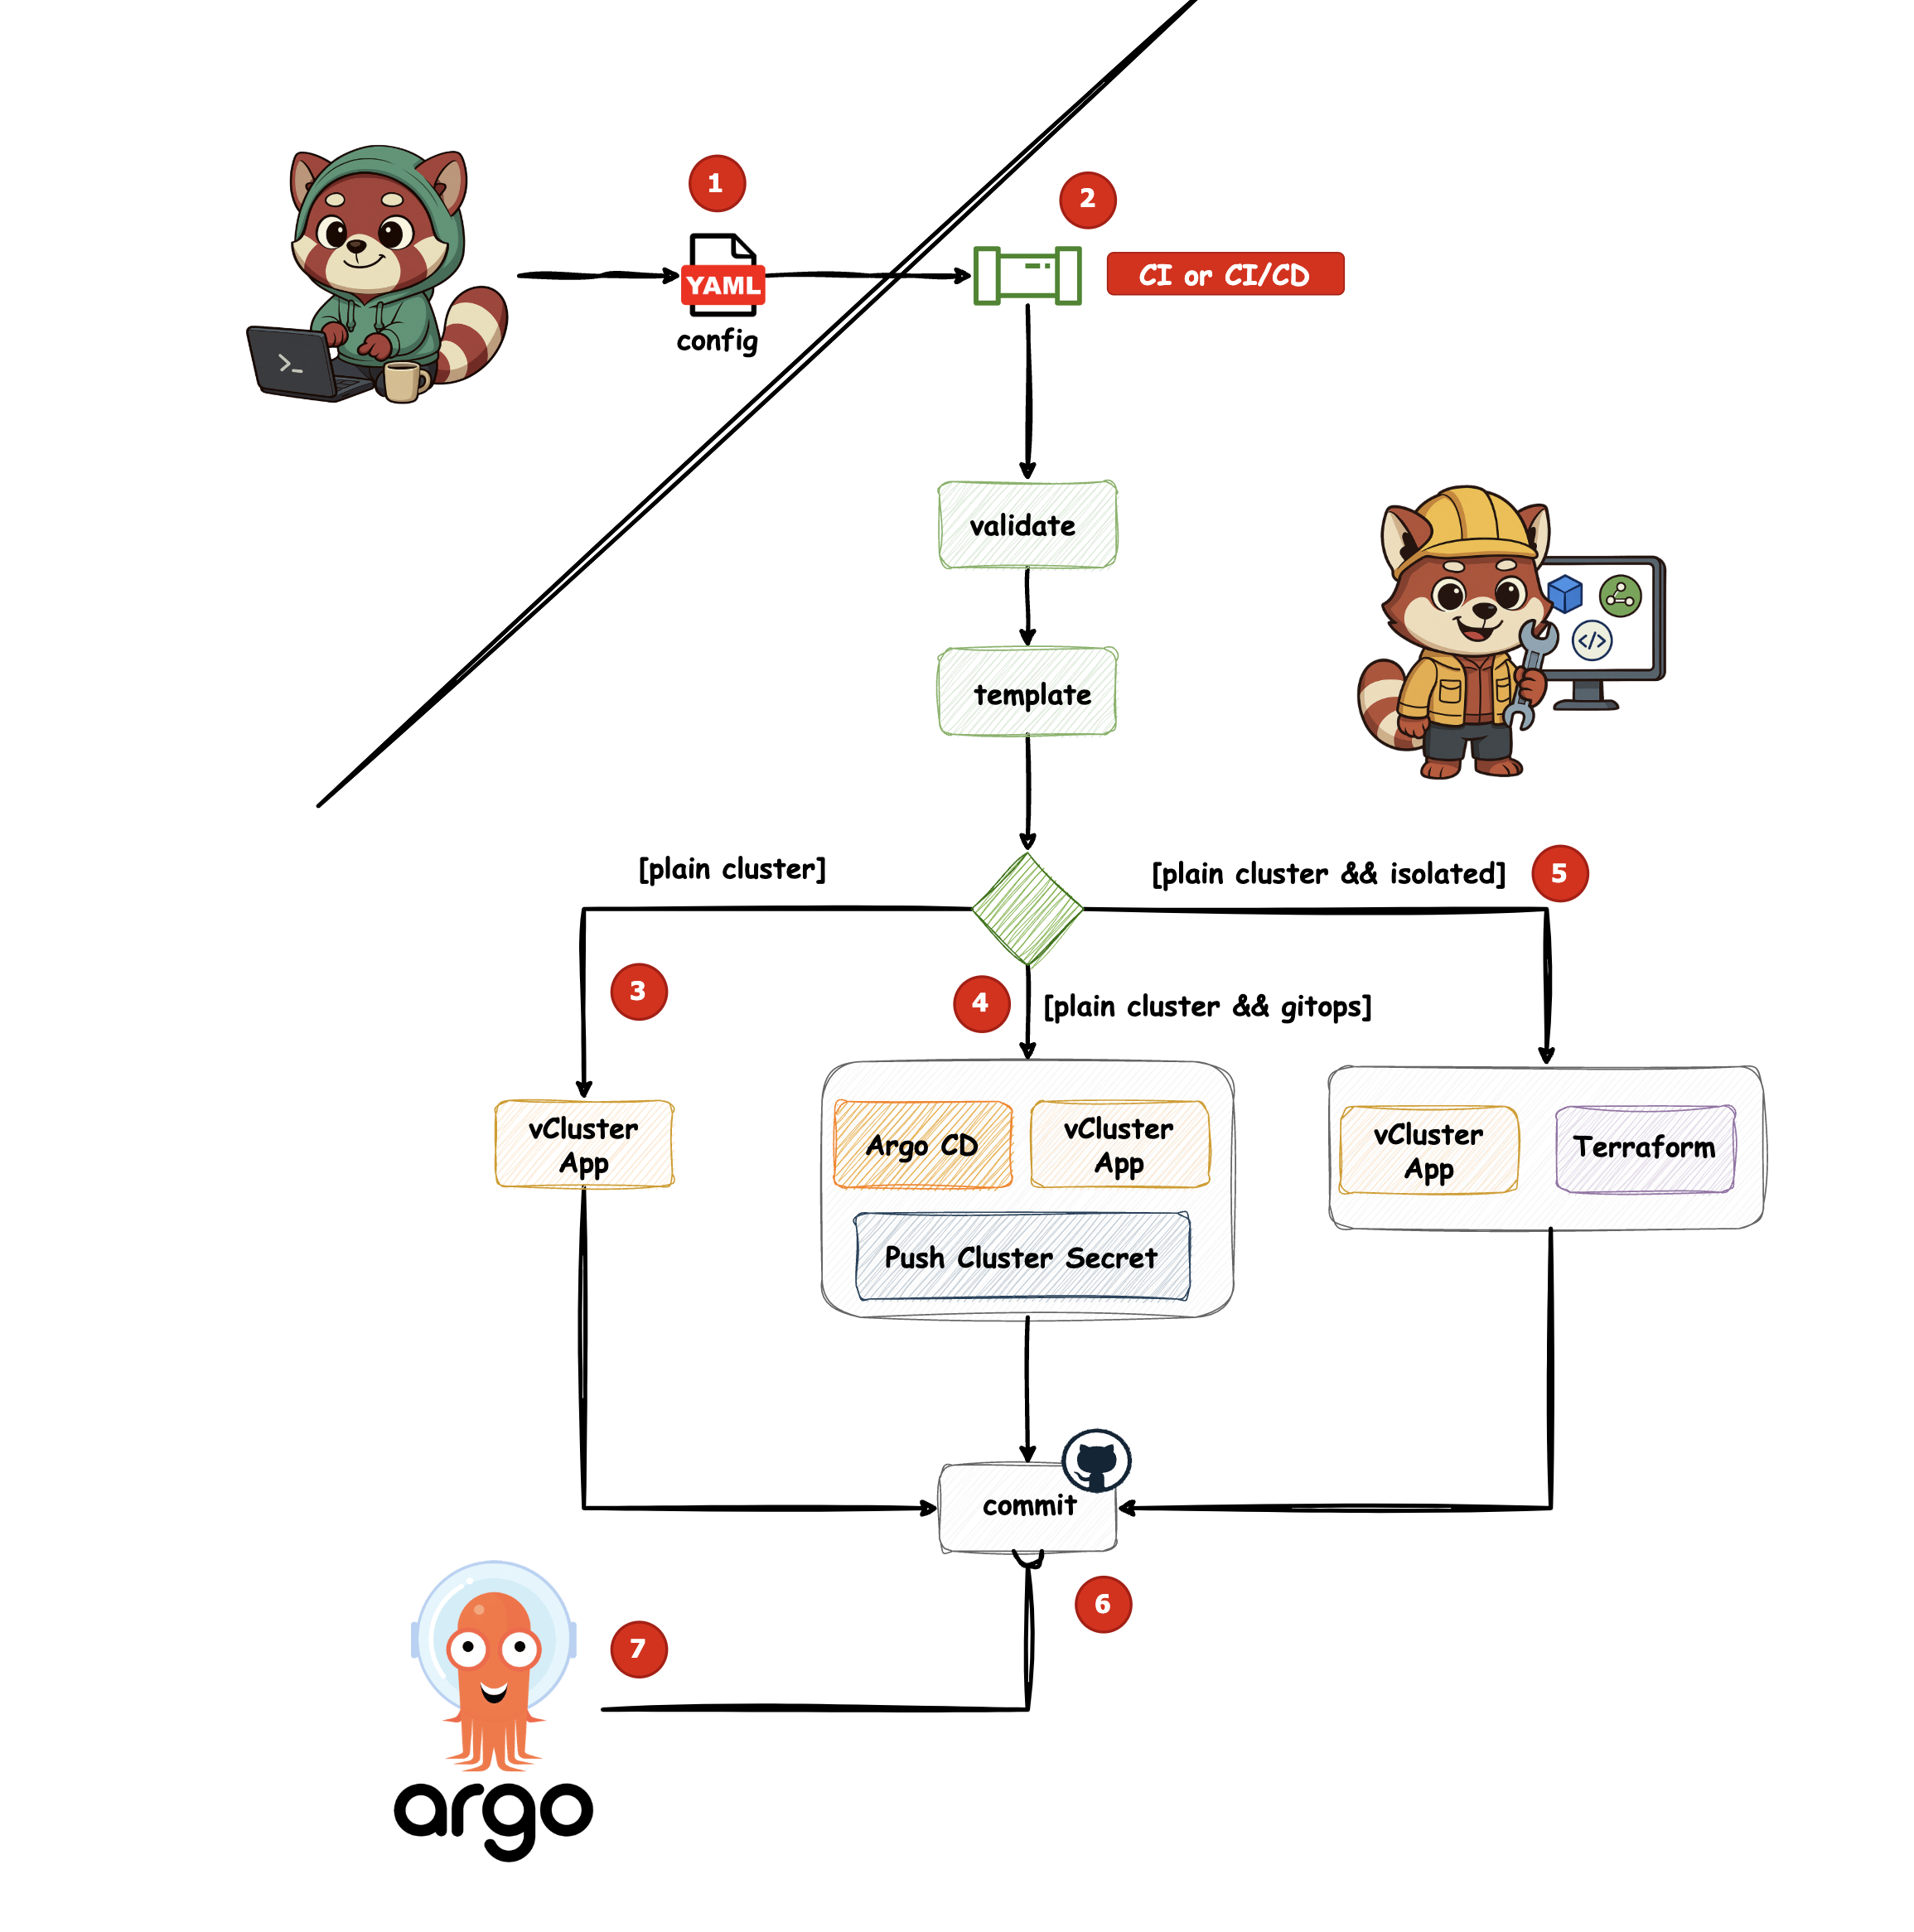 1
2
YAML
CI or CI/CD
config
>_
validate
</>
template
[plain cluster]
[plain cluster && isolated]
5
3
4
[plain cluster && gitops]
vCluster
App
Argo CD
vCluster
App
vCluster
App
Terraform
Push Cluster Secret
commit
6
7
argo